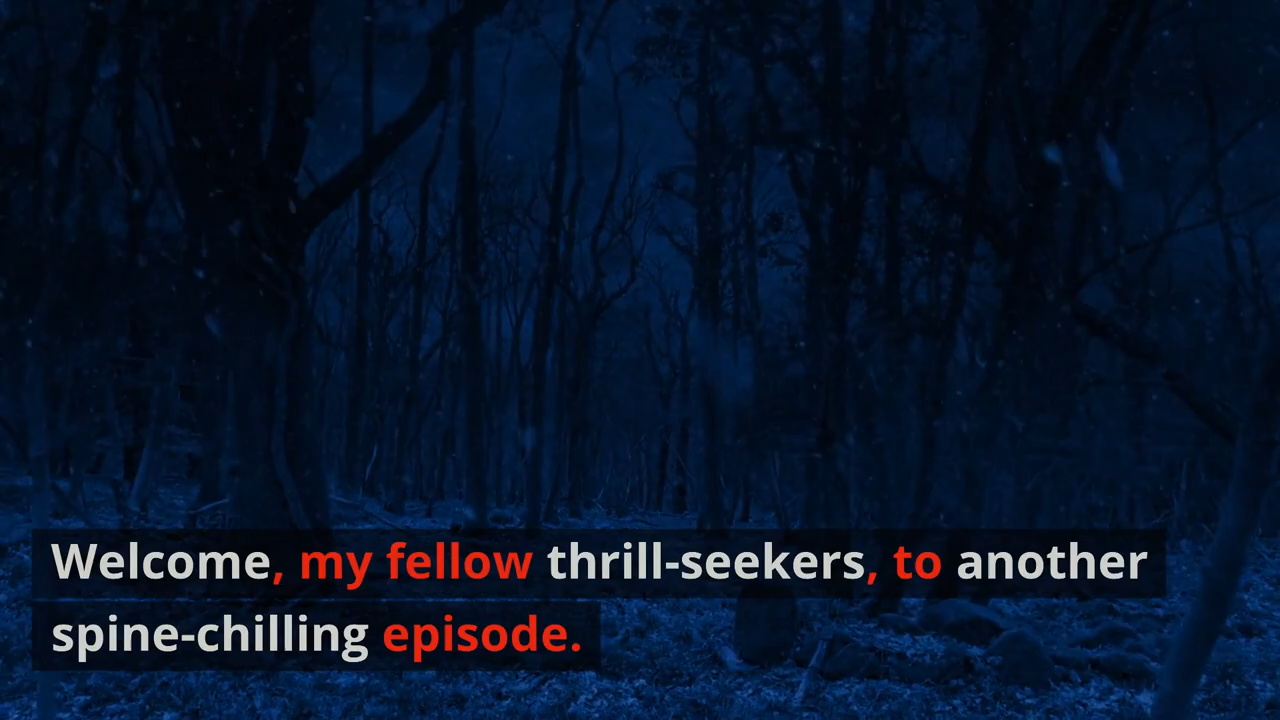 Welcome, my fellow thrill-seekers, to another
spine-chilling episode.